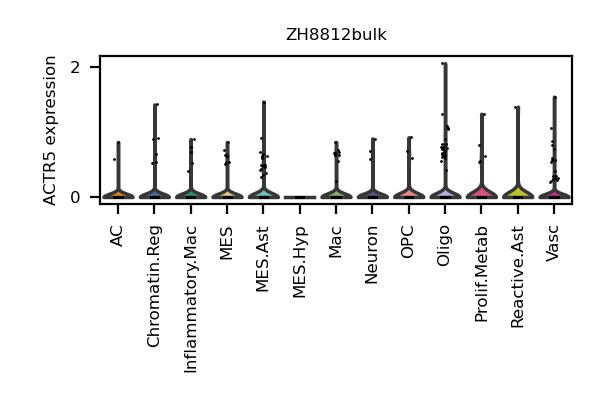 ZH8812bulk
ACTR5 expression
2
0
AC
Chromatin.Reg
Inflammatory.Mac
MES
MES.Ast
MES.Hyp
Mac
Neuron
OPC
Oligo
Prolif.Metab
Reactive.Ast
Vasc